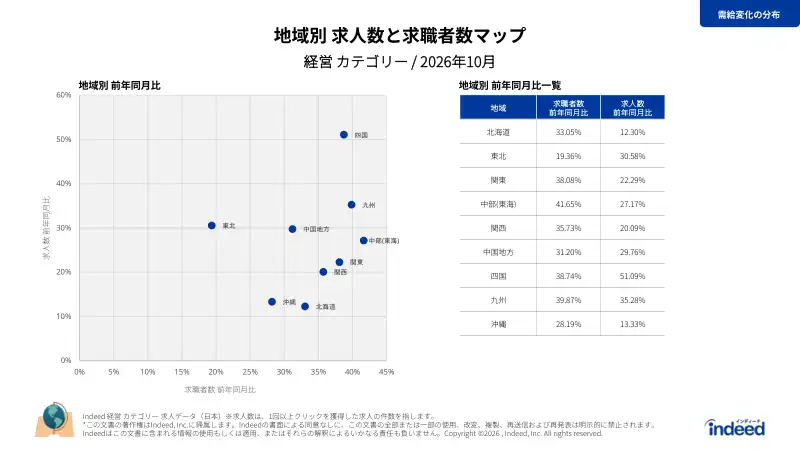 需給変化の分布
地域別 求人数と求職者数マップ
経営 カテゴリー / 2026年10月
地域別 前年同月比
60%
50%
40%
30%
20%
10%
0%
0%
5%
10%
15%
20%
25%
30%
35%
40%
45%
求人数 前年同月比
求職者数 前年同月比
四国
九州
東北
中国地方
中部(東海)
関東
関西
沖縄
北海道
地域別 前年同月比一覧
地域 求職者数 前年同月比 求人数 前年同月比
北海道 33.05% 12.30%
東北 19.36% 30.58%
関東 38.08% 22.29%
中部(東海) 41.65% 27.17%
関西 35.73% 20.09%
中国地方 31.20% 29.76%
四国 38.74% 51.09%
九州 39.87% 35.28%
沖縄 28.19% 13.33%
Indeed 経営 カテゴリー 求人データ（日本）※求人数は、1回以上クリックを獲得した求人の件数を指します。
*この文書の著作権はIndeed, Inc.に帰属します。Indeedの書面による同意なしに、この文書の全部または一部の使用、改変、複製、再送信および再発表は明示的に禁止されます。
Indeedはこの文書に含まれる情報の使用もしくは適用、またはそれらの解釈によるいかなる責任も負いません。Copyright ©2026 , Indeed, Inc. All rights reserved.
インディード
indeed